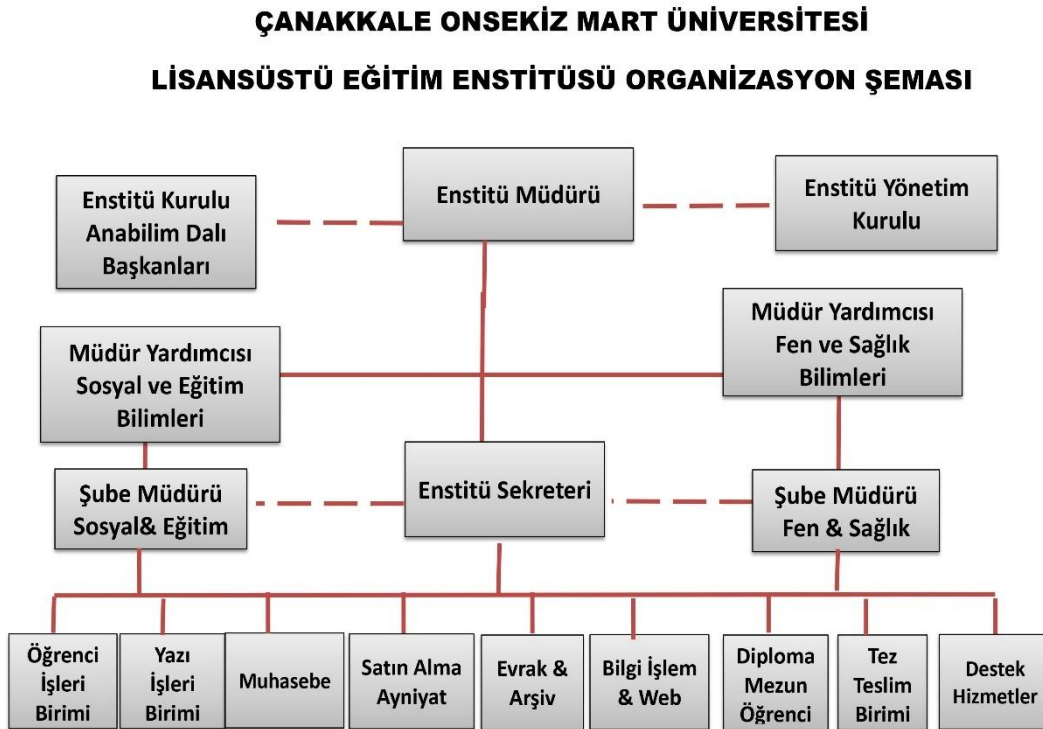 ÇANAKKALE ONSEKİZ MART ÜNİVERSİTESİ
LİSANSÜSTÜ EĞİTİM ENSTİTÜSÜ ORGANİZASYON ŞEMASI
Enstitü Kurulu
Anabilim Dalı
Başkanları
Enstitü Müdürü
Enstitü Yönetim
Kurulu
Müdür Yardımcısı
Sosyal ve Eğitim
Bilimleri
Müdür Yardımcısı
Fen ve Sağlık
Bilimleri
Şube Müdürü
Sosyal& Eğitim
Enstitü Sekreteri
Şube Müdürü
Fen & Sağlık
Öğrenci
İşleri
Birimi
Yazı
İşleri
Birimi
Muhasebe
Satın Alma
Ayniyat
Evrak &
Arşiv
Bilgi İşlem
& Web
Diploma
Mezun
Öğrenci
Tez
Teslim
Birimi
Destek
Hizmetler